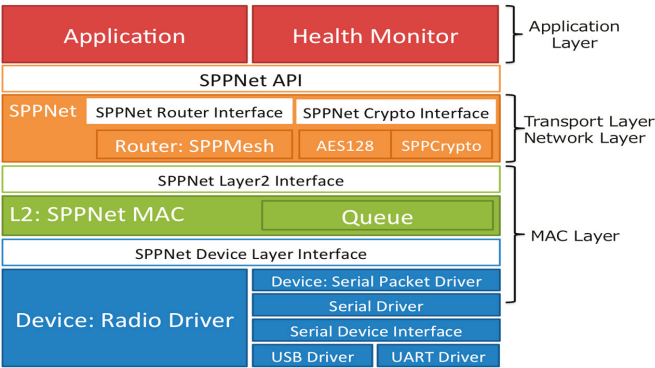 Application
Health Monitor
Application
Layer
SPPNet API
SPPNet
SPPNet Router Interface
SPPNet Crypto Interface
Router: SPPMesh
AES128
SPPCrypto
Transport Layer
Network Layer
SPPNet Layer2 Interface
L2: SPPNet MAC
Queue
MAC Layer
SPPNet Device Layer Interface
Device: Radio Driver
Device: Serial Packet Driver
Serial Driver
Serial Device Interface
USB Driver
UART Driver